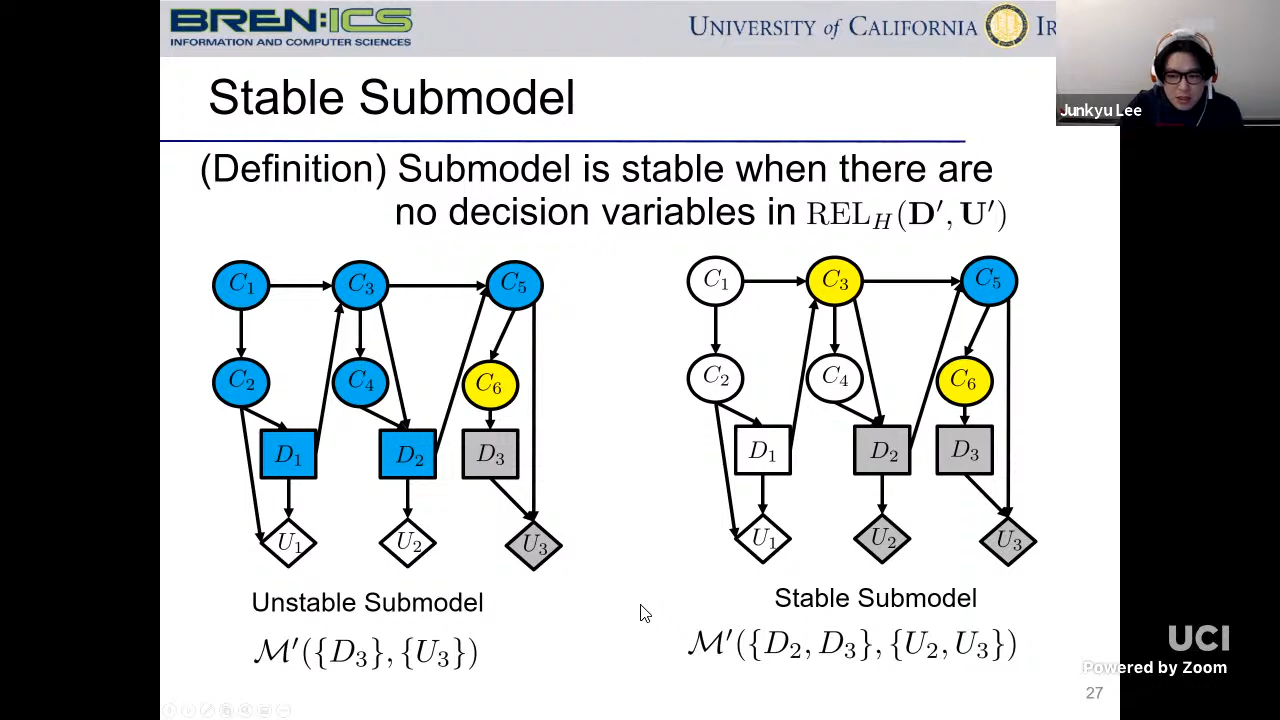 BREN:ICS
INFORMATION AND COMPUTER SCIENCES
UNIVERSITY of CALIFORNIA IR
Junkyu Lee
Stable Submodel
(Definition) Submodel is stable when there are
no decision variables in REL_H(D′, U′)
C₁ C₃ C₅
C₂ C₄ C₆
D₁ D₂ D₃
U₁ U₂ U₃
Unstable Submodel
M′({D₃}, {U₃})
C₁ C₃ C₅
C₂ C₄ C₆
D₁ D₂ D₃
U₁ U₂ U₃
Stable Submodel
M′({D₂, D₃}, {U₂, U₃})
UCI
Powered by Zoom
27